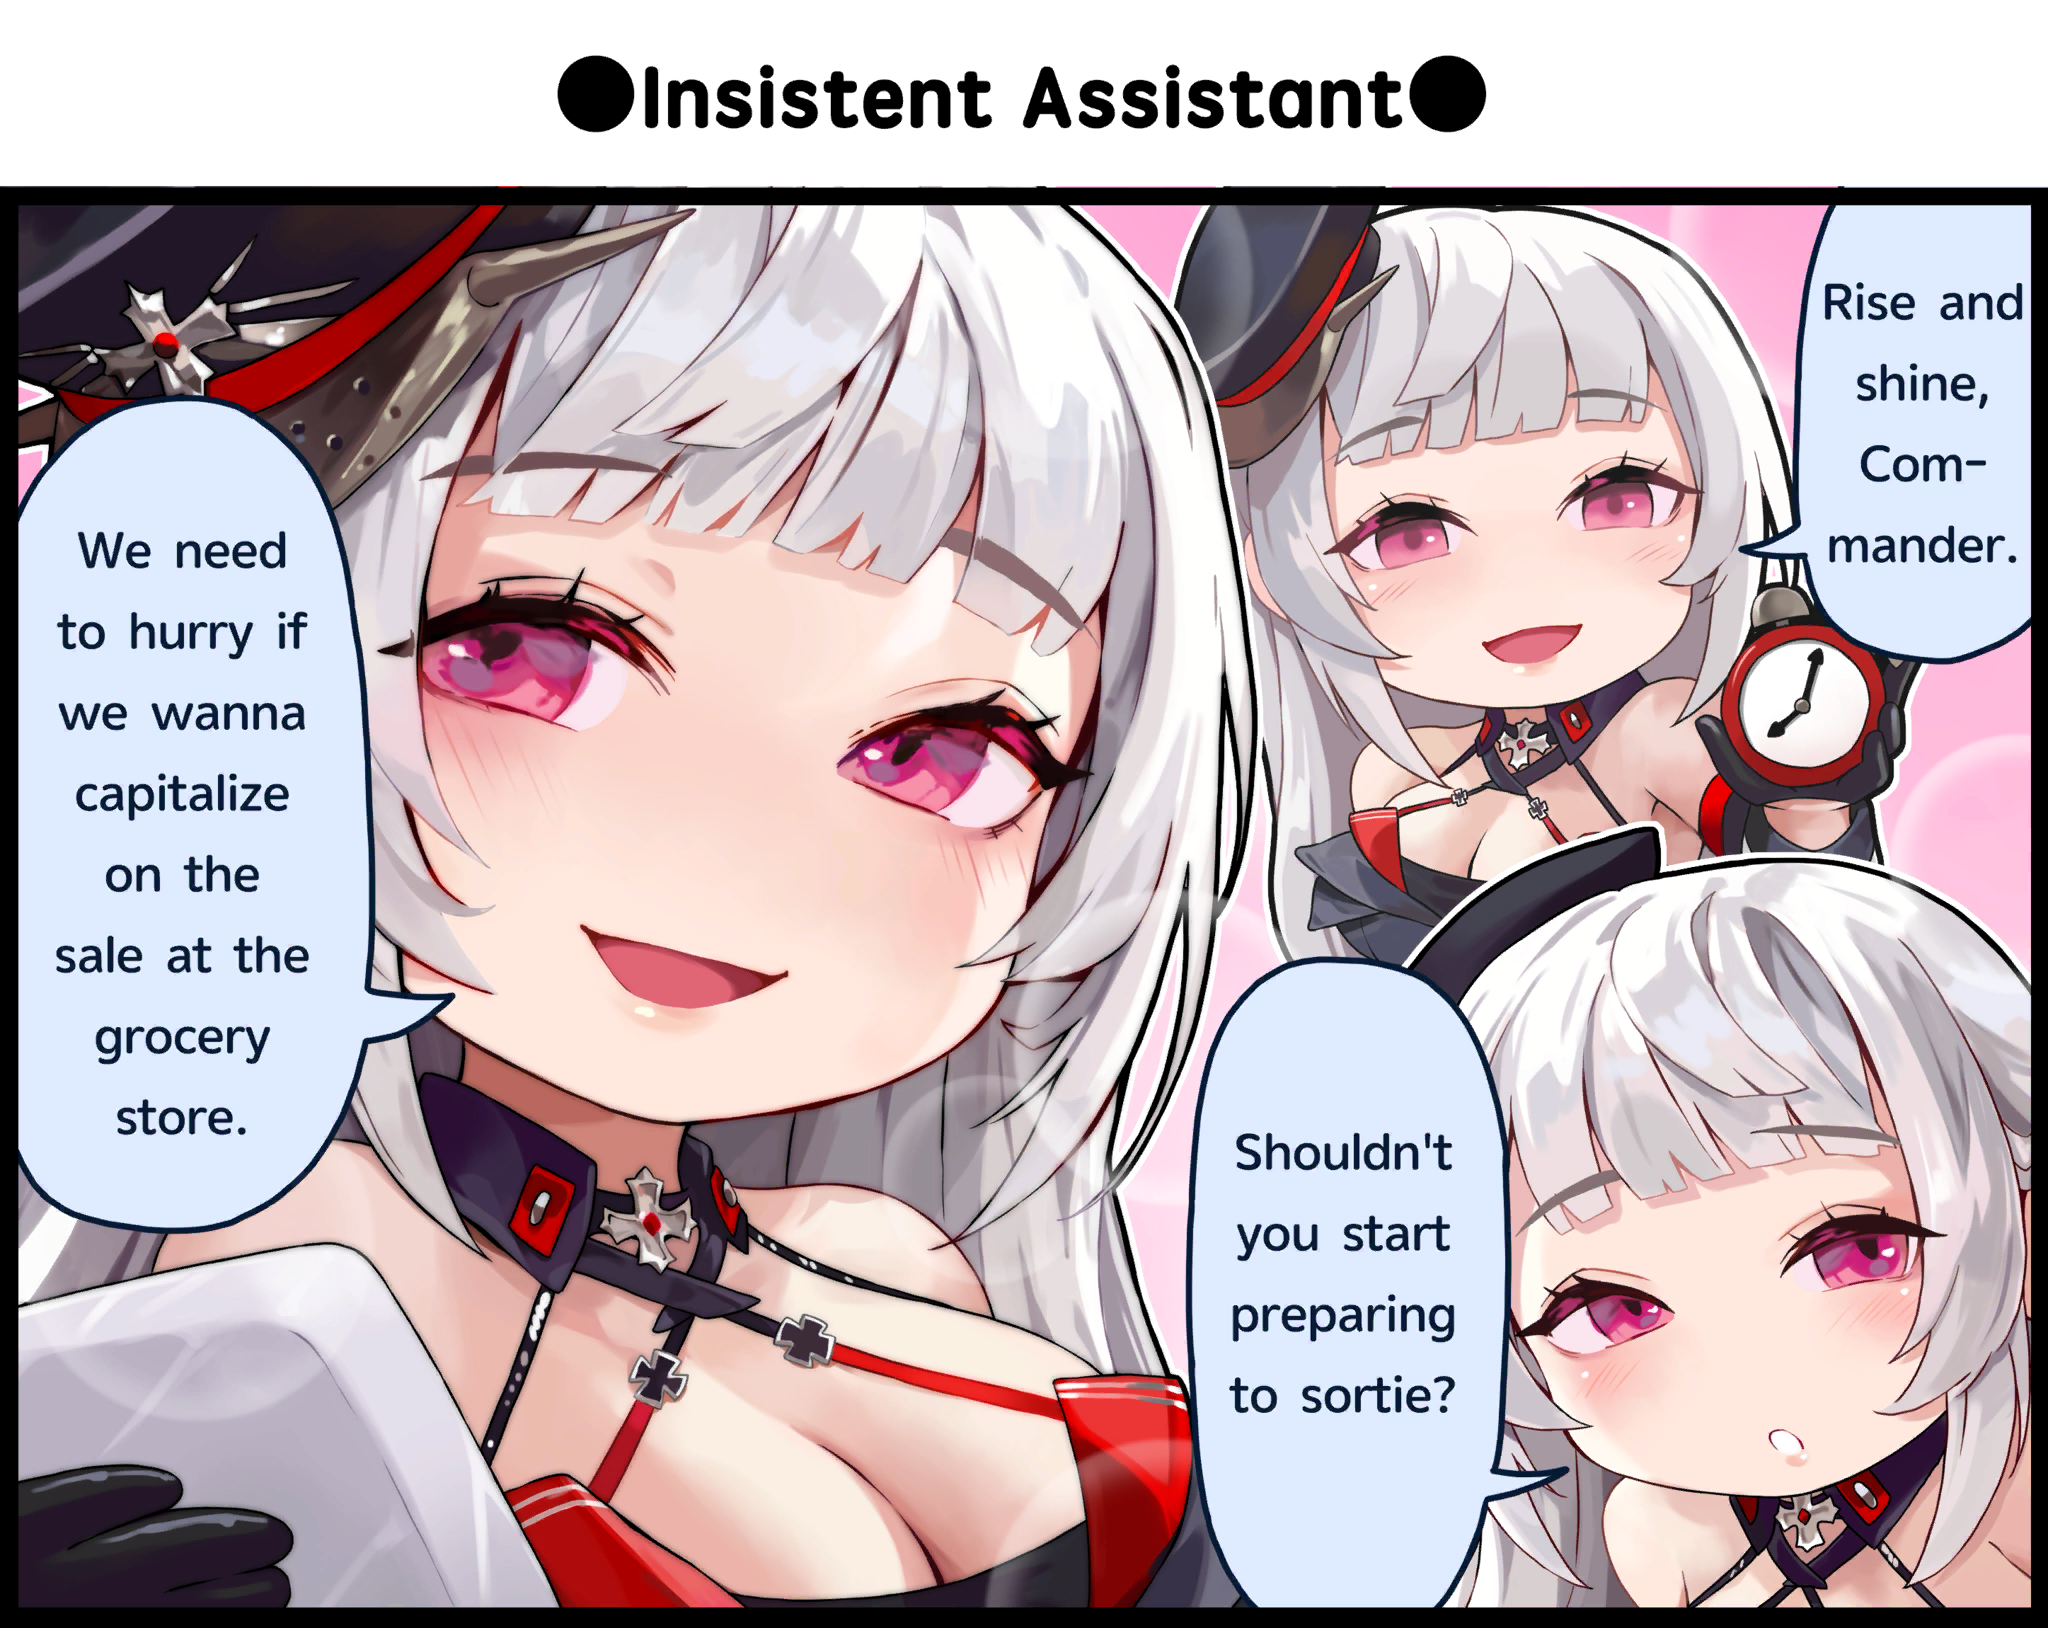 ●Insistent Assistant●
Rise and
shine,
Com-
mander.
Shouldn't
you start
preparing
to sortie?
We need
to hurry if
we wanna
capitalize
on the
sale at the
grocery
store.